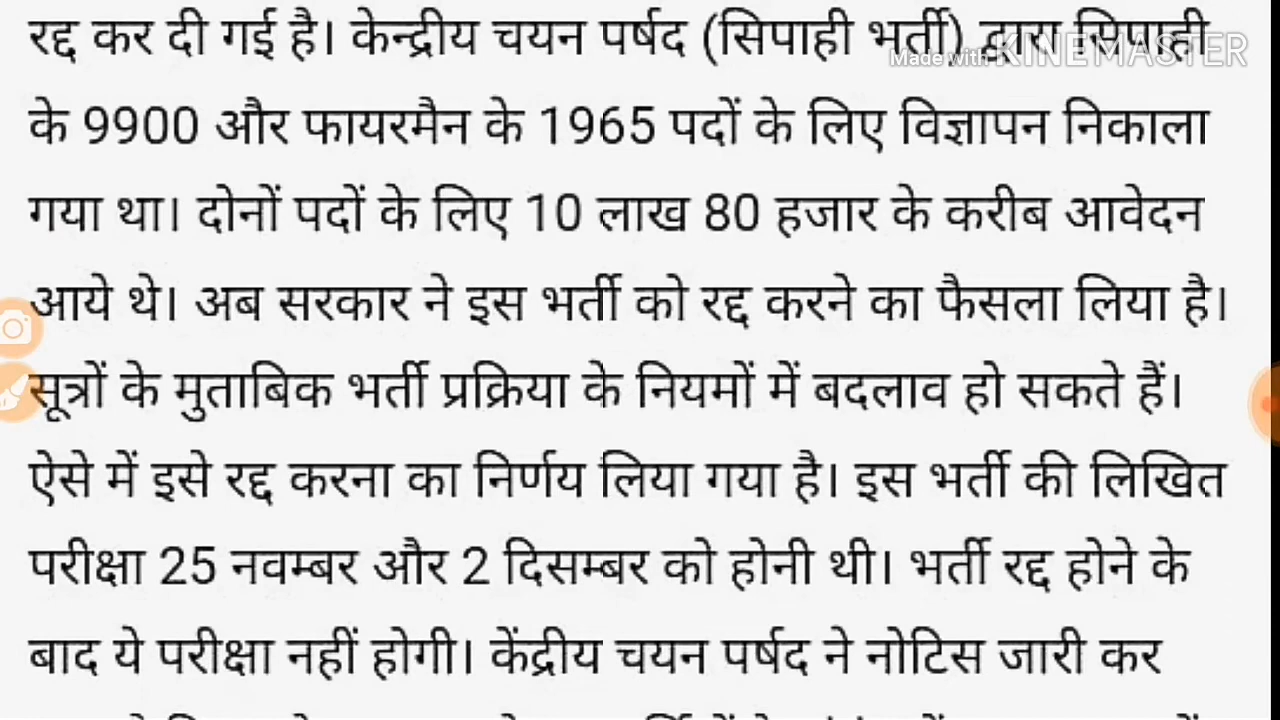 रद्द कर दी गई है। केन्द्रीय चयन पर्षद (सिपाही भर्ती) द्वारा सिपाही
Made with KINEMASTER
के 9900 और फायरमैन के 1965 पदों के लिए विज्ञापन निकाला
गया था। दोनों पदों के लिए 10 लाख 80 हजार के करीब आवेदन
आये थे। अब सरकार ने इस भर्ती को रद्द करने का फैसला लिया है।
सूत्रों के मुताबिक भर्ती प्रक्रिया के नियमों में बदलाव हो सकते हैं।
ऐसे में इसे रद्द करना का निर्णय लिया गया है। इस भर्ती की लिखित
परीक्षा 25 नवम्बर और 2 दिसम्बर को होनी थी। भर्ती रद्द होने के
बाद ये परीक्षा नहीं होगी। केंद्रीय चयन पर्षद ने नोटिस जारी कर